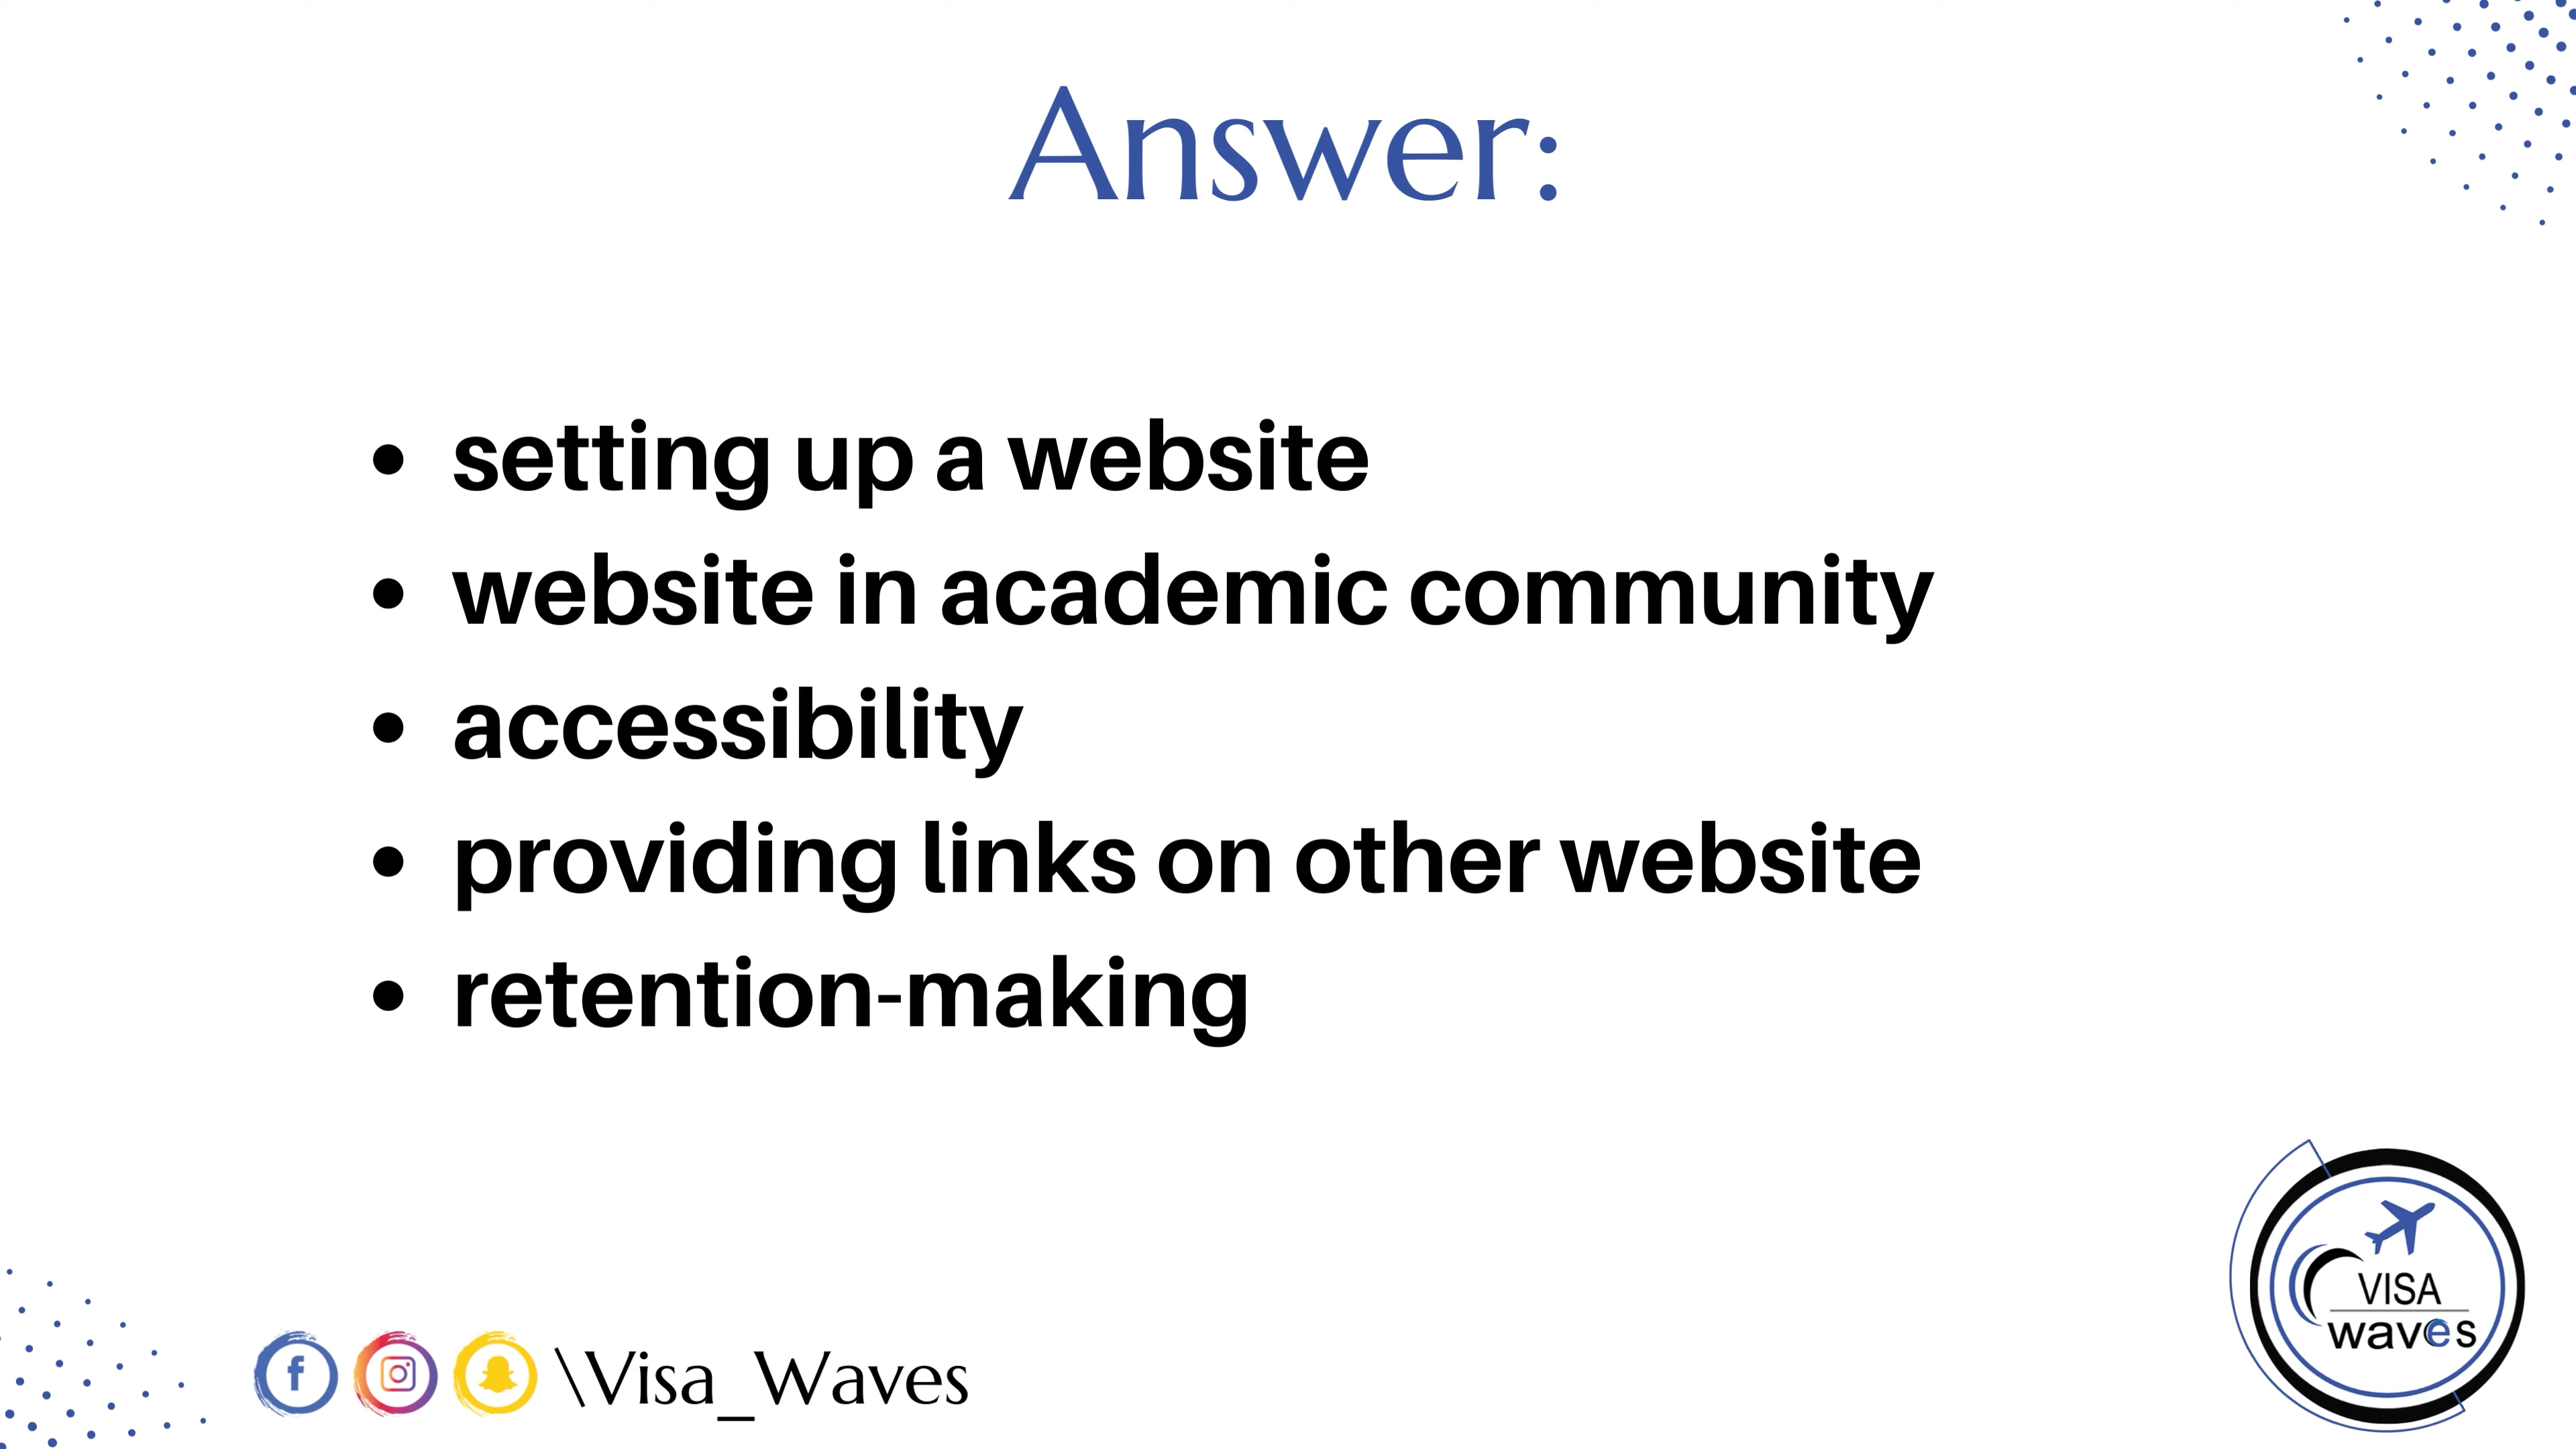 Answer:
setting up a website
website in academic community
accessibility
providing links on other website
retention-making
\Visa_Waves
VISA
waves